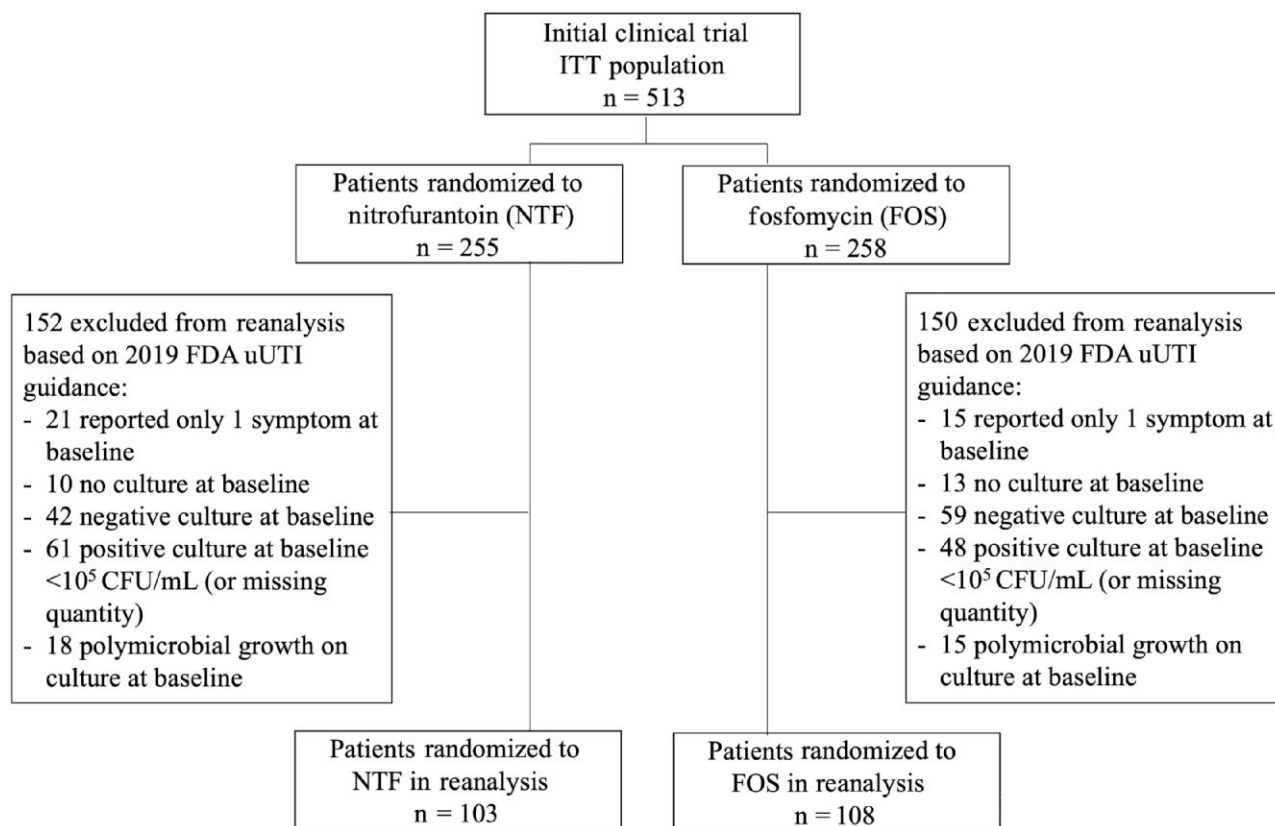 Initial clinical trial
ITT population
n = 513
Patients randomized to
nitrofurantoin (NTF)
n = 255
Patients randomized to
fosfomycin (FOS)
n = 258
152 excluded from reanalysis
based on 2019 FDA uUTI
guidance:
- 21 reported only 1 symptom at
baseline
- 10 no culture at baseline
- 42 negative culture at baseline
- 61 positive culture at baseline
<10⁵ CFU/mL (or missing
quantity)
- 18 polymicrobial growth on
culture at baseline
150 excluded from reanalysis
based on 2019 FDA uUTI
guidance:
- 15 reported only 1 symptom at
baseline
- 13 no culture at baseline
- 59 negative culture at baseline
- 48 positive culture at baseline
<10⁵ CFU/mL (or missing
quantity)
- 15 polymicrobial growth on
culture at baseline
Patients randomized to
NTF in reanalysis
n = 103
Patients randomized to
FOS in reanalysis
n = 108